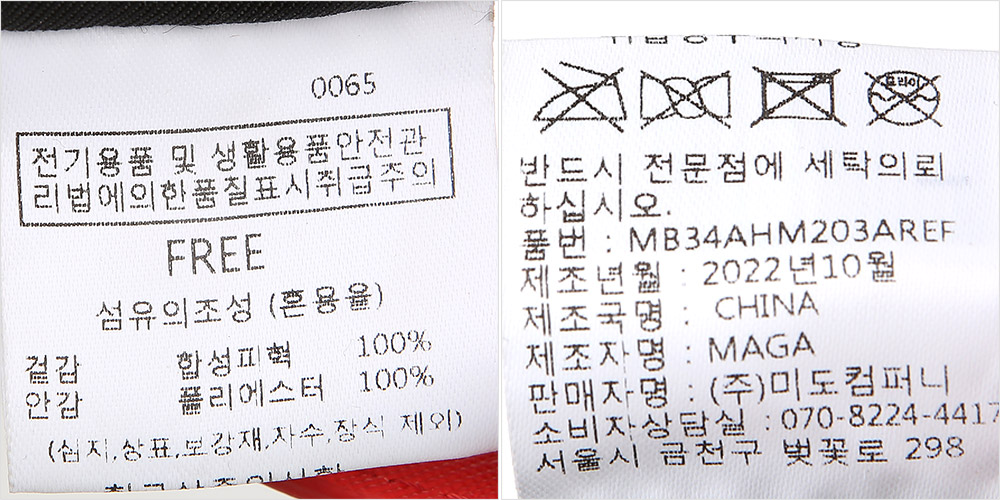 0065
전기용품 및 생활용품안전관
리법에의한품질표시취급주의
FREE
섬유의조성 (혼용율)
겉감 합성피혁 100%
안감 폴리에스터 100%
(심지,상표,보강재,자수,장식 제외)
드라이
반드시 전문점에 세탁의뢰
하십시오.
품번 : MB34AHM203AREF
제조년월 : 2022년10월
제조국명 : CHINA
제조자명 : MAGA
판매자명 : (주)미도컴퍼니
소비자상담실 : 070-8224-4417
서울시 금천구 벚꽃로 298